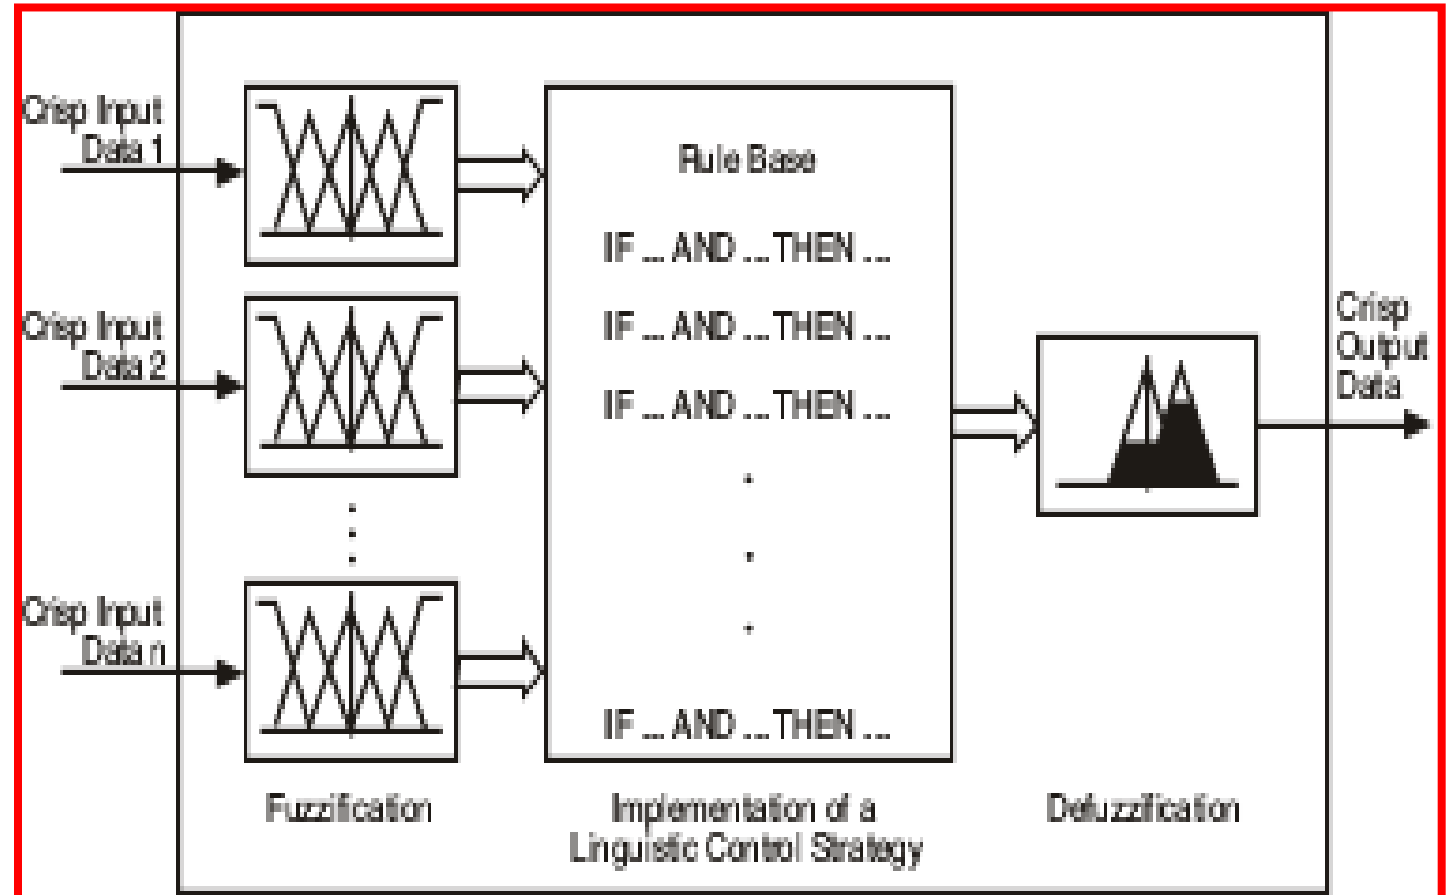 Crisp Input
Data 1
Crisp Input
Data 2
Crisp Input
Data n
Rule Base
IF ... AND ... THEN ...
IF ... AND ... THEN ...
IF ... AND ... THEN ...
IF ... AND ... THEN ...
Crisp
Output
Data
Fuzzification
Implementation of a
Linguistic Control Strategy
Defuzzification